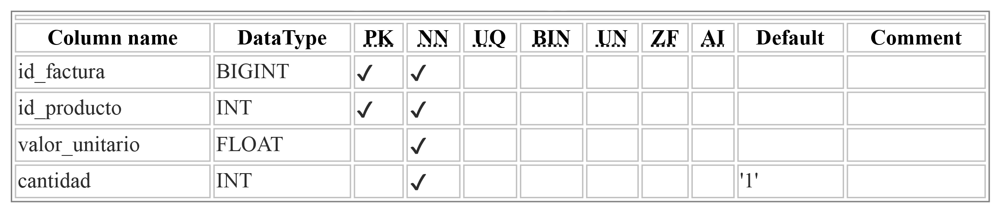 Column name DataType PK NN UQ BIN UN ZF AI Default Comment
id_factura BIGINT ✓ ✓
id_producto INT ✓ ✓
valor_unitario FLOAT ✓
cantidad INT ✓ '1'